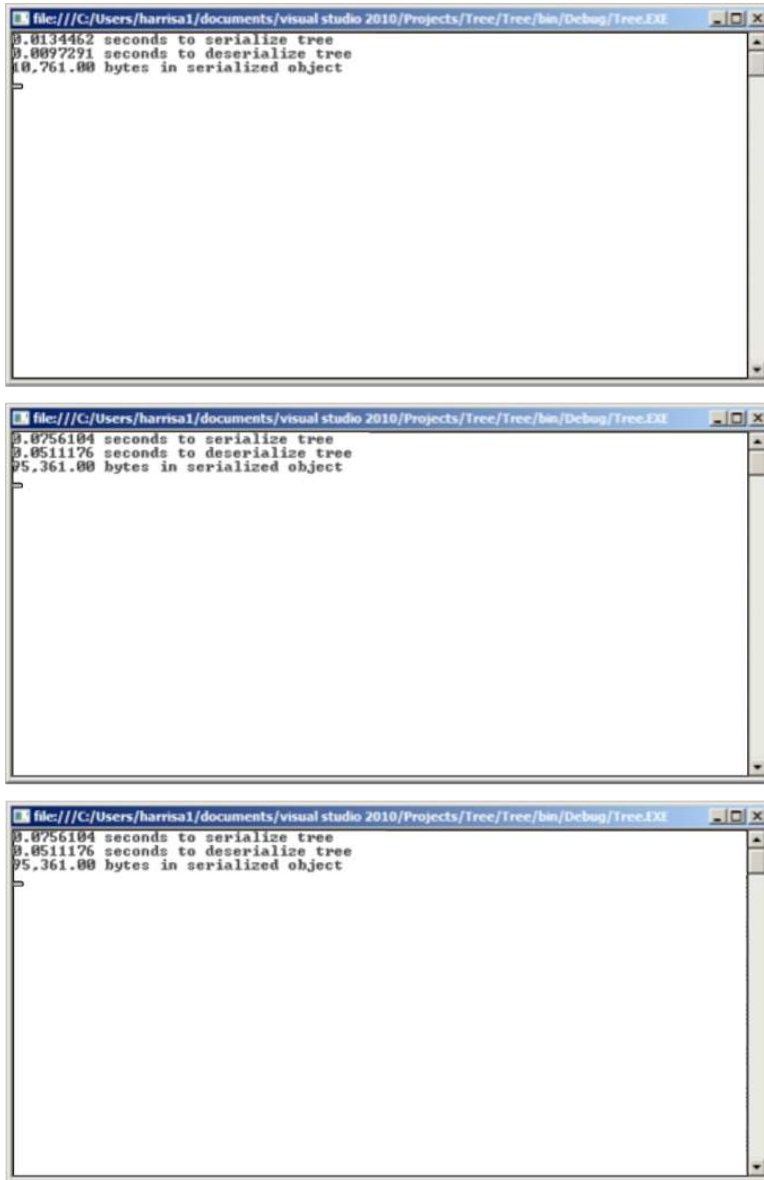 file:///C:/Users/harrisa1/documents/visual studio 2010/Projects/Tree/Tree/bin/Debug/Tree.EXE
0.0134462 seconds to serialize tree
0.0097291 seconds to deserialize tree
10,761.00 bytes in serialized object
file:///C:/Users/harrisa1/documents/visual studio 2010/Projects/Tree/Tree/bin/Debug/Tree.EXE
0.0756104 seconds to serialize tree
0.0511176 seconds to deserialize tree
95,361.00 bytes in serialized object
file:///C:/Users/harrisa1/documents/visual studio 2010/Projects/Tree/Tree/bin/Debug/Tree.EXE
0.0756104 seconds to serialize tree
0.0511176 seconds to deserialize tree
95,361.00 bytes in serialized object